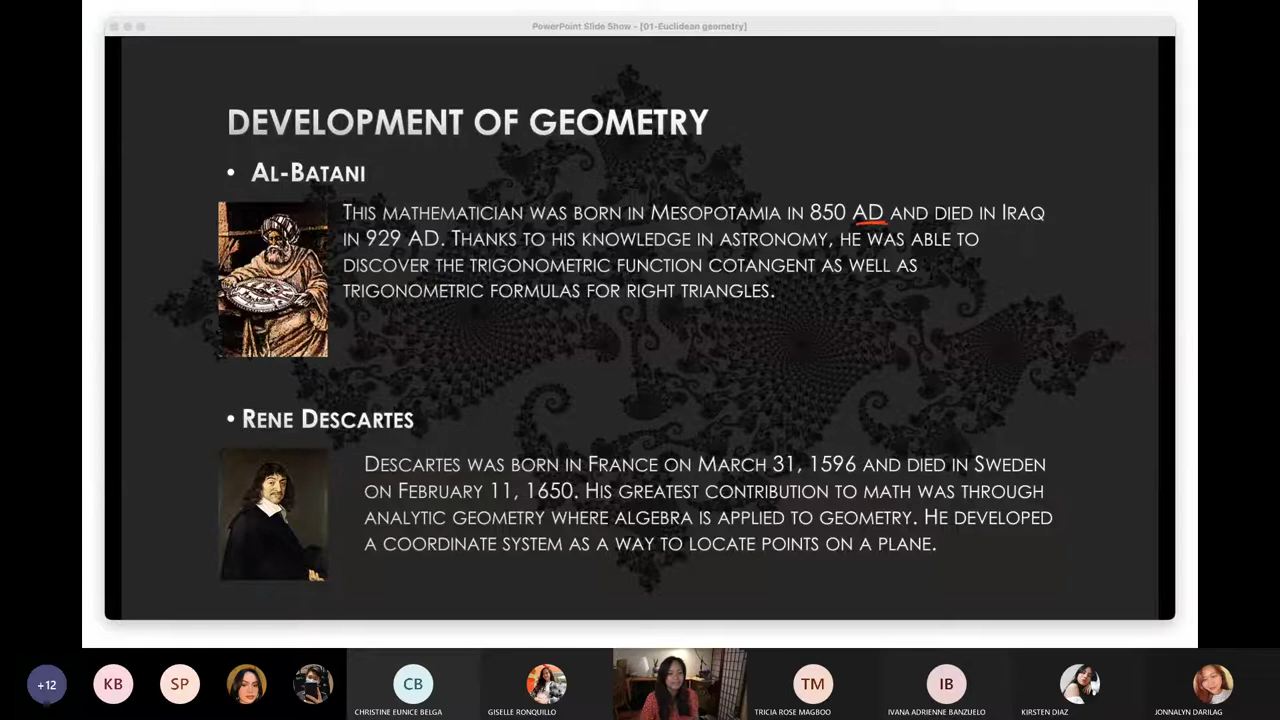 PowerPoint Slide Show - [01-Euclidean geometry]
DEVELOPMENT OF GEOMETRY
• AL-BATANI
THIS MATHEMATICIAN WAS BORN IN MESOPOTAMIA IN 850 AD AND DIED IN IRAQ
IN 929 AD. THANKS TO HIS KNOWLEDGE IN ASTRONOMY, HE WAS ABLE TO
DISCOVER THE TRIGONOMETRIC FUNCTION COTANGENT AS WELL AS
TRIGONOMETRIC FORMULAS FOR RIGHT TRIANGLES.
• RENE DESCARTES
DESCARTES WAS BORN IN FRANCE ON MARCH 31, 1596 AND DIED IN SWEDEN
ON FEBRUARY 11, 1650. HIS GREATEST CONTRIBUTION TO MATH WAS THROUGH
ANALYTIC GEOMETRY WHERE ALGEBRA IS APPLIED TO GEOMETRY. HE DEVELOPED
A COORDINATE SYSTEM AS A WAY TO LOCATE POINTS ON A PLANE.
+12 KB SP CB TM IB
CHRISTINE EUNICE BELGA GISELLE RONQUILLO TRICIA ROSE MAGBOO IVANA ADRIENNE BANZUELO KIRSTEN DIAZ JONNALYN DARILAG